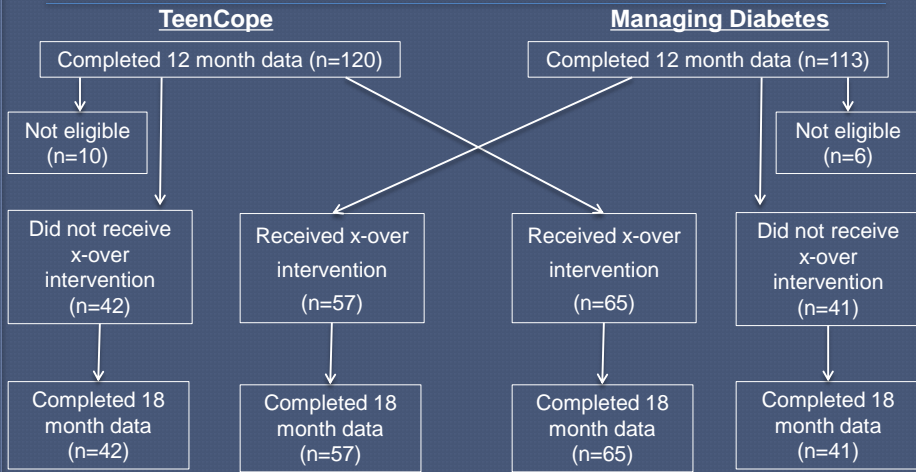 TeenCope
Managing Diabetes
Completed 12 month data (n=120)
Completed 12 month data (n=113)
Not eligible
(n=10)
Not eligible
(n=6)
Did not receive
x-over
intervention
(n=42)
Received x-over
intervention
(n=57)
Received x-over
intervention
(n=65)
Did not receive
x-over
intervention
(n=41)
Completed 18
month data
(n=42)
Completed 18
month data
(n=57)
Completed 18
month data
(n=65)
Completed 18
month data
(n=41)